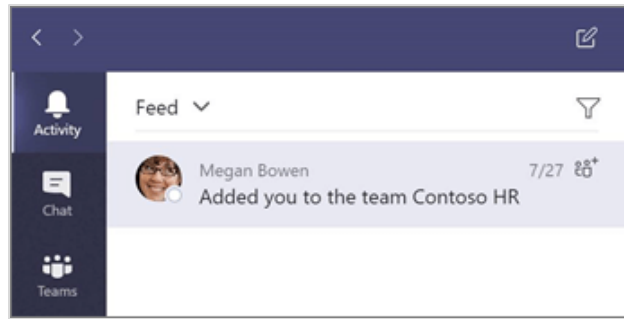 Activity
Feed
Megan Bowen 7/27
Added you to the team Contoso HR
Chat
Teams